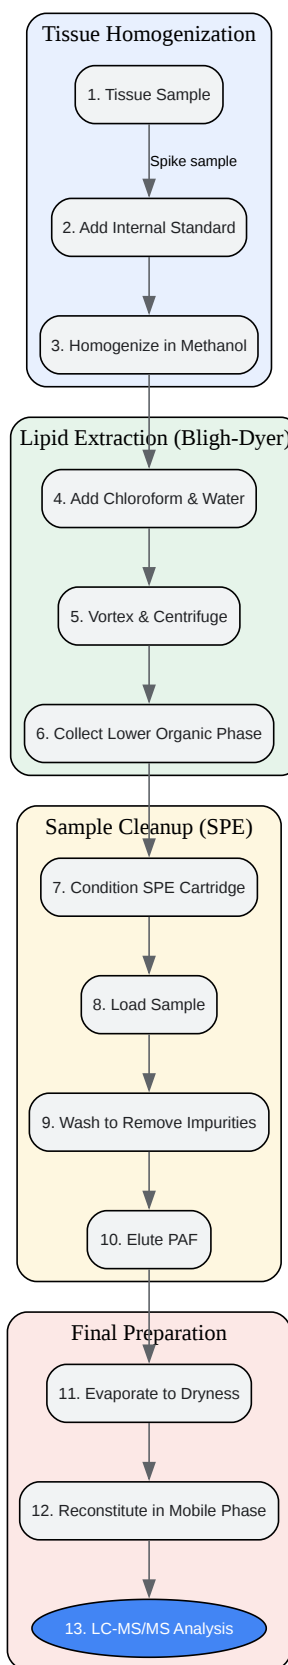 Tissue Homogenization
1. Tissue Sample
Spike sample
2. Add Internal Standard
3. Homogenize in Methanol
Lipid Extraction (Bligh-Dyer)
4. Add Chloroform & Water
5. Vortex & Centrifuge
6. Collect Lower Organic Phase
Sample Cleanup (SPE)
7. Condition SPE Cartridge
8. Load Sample
9. Wash to Remove Impurities
10. Elute PAF
Final Preparation
11. Evaporate to Dryness
12. Reconstitute in Mobile Phase
13. LC-MS/MS Analysis